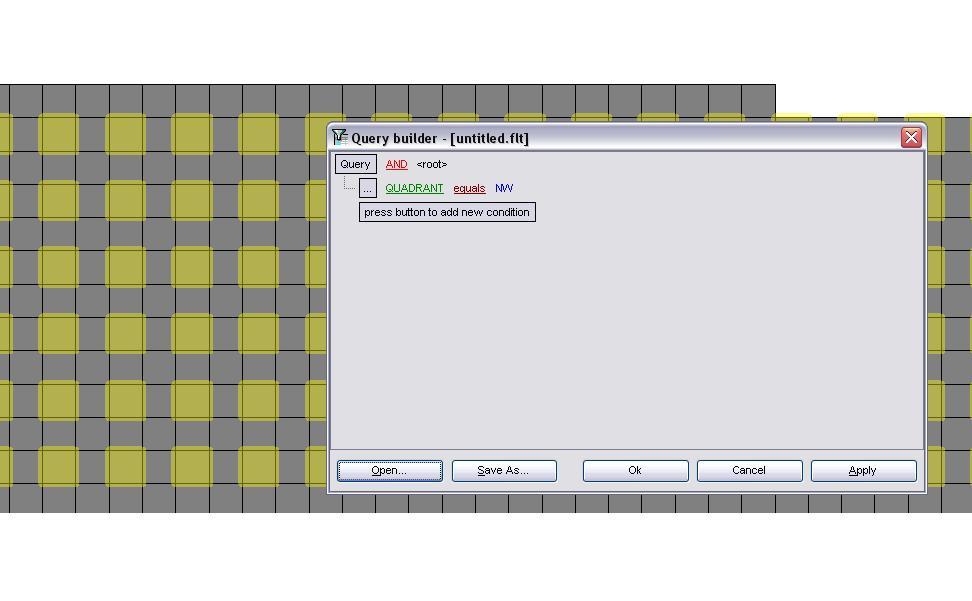 Query builder - [untitled.flt]
Query AND <root>
... QUADRANT equals NW
press button to add new condition
Open... Save As... Ok Cancel Apply